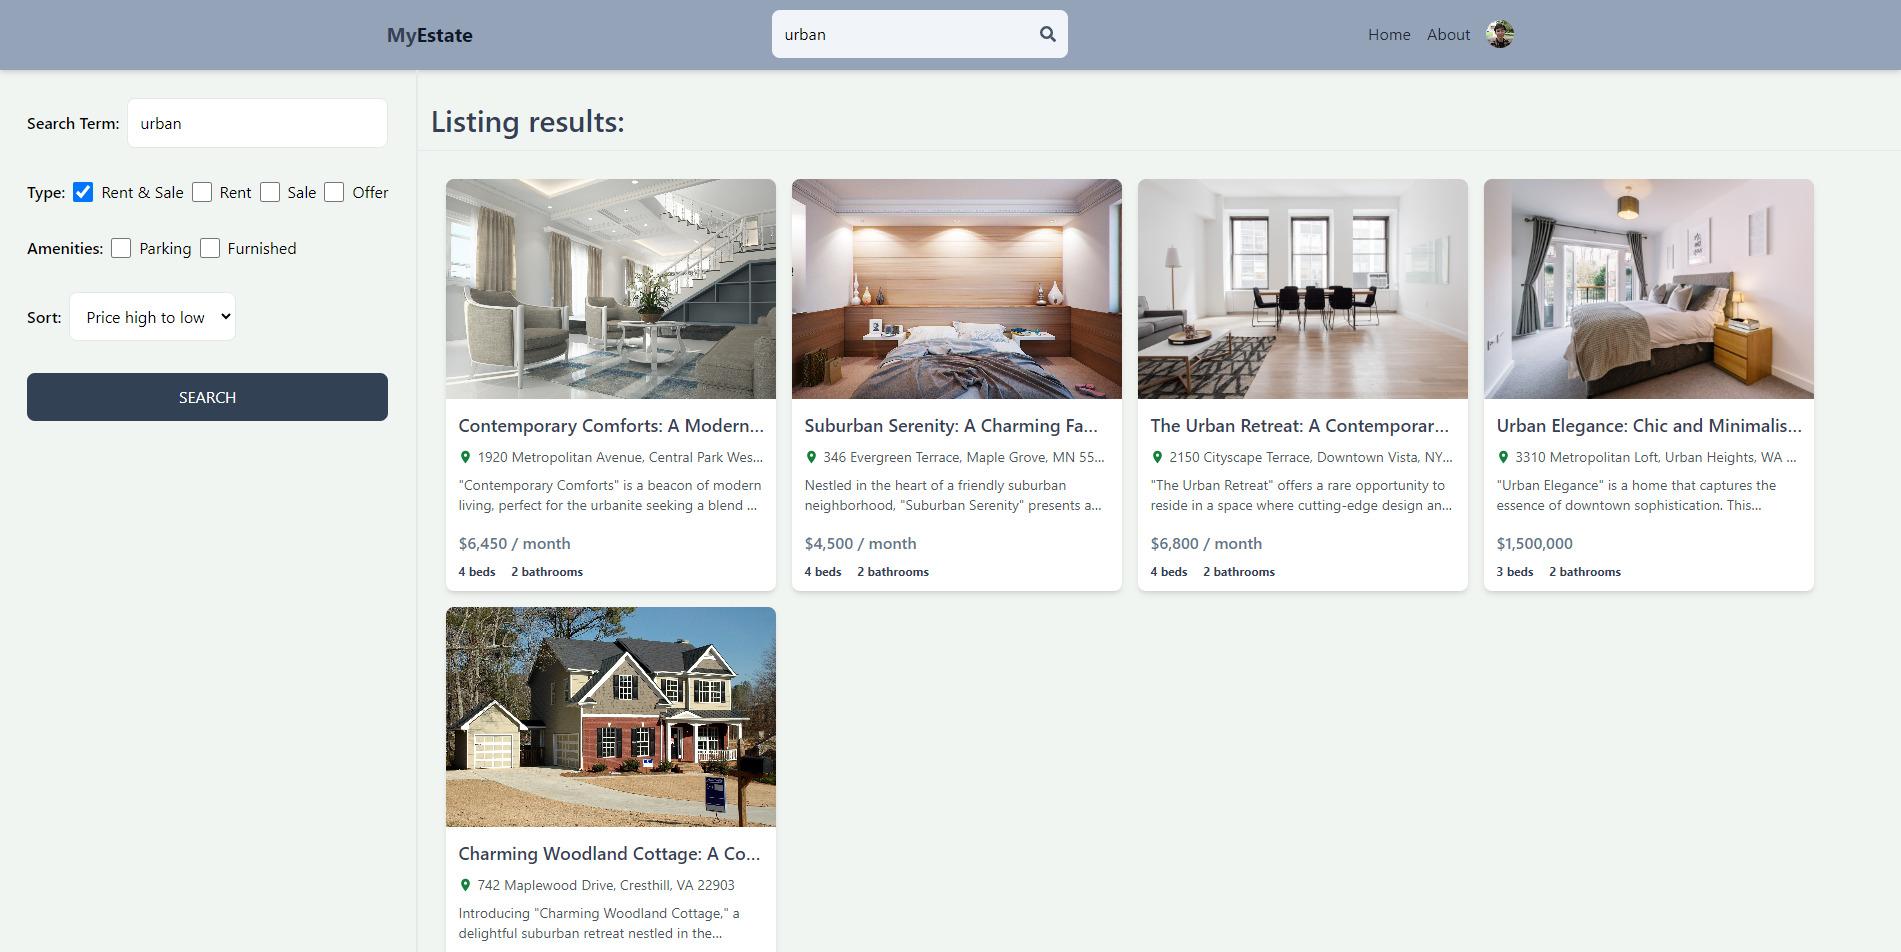 MyEstate
urban
Home About
Search Term: urban
Type: Rent & Sale Rent Sale Offer
Amenities: Parking Furnished
Sort: Price high to low
SEARCH
Listing results:
Contemporary Comforts: A Modern...
1920 Metropolitan Avenue, Central Park Wes...
"Contemporary Comforts" is a beacon of modern
living, perfect for the urbanite seeking a blend ...
$6,450 / month
4 beds 2 bathrooms
Suburban Serenity: A Charming Fa...
346 Evergreen Terrace, Maple Grove, MN 55...
Nestled in the heart of a friendly suburban
neighborhood, "Suburban Serenity" presents a...
$4,500 / month
4 beds 2 bathrooms
The Urban Retreat: A Contemporar...
2150 Cityscape Terrace, Downtown Vista, NY...
"The Urban Retreat" offers a rare opportunity to
reside in a space where cutting-edge design an...
$6,800 / month
4 beds 2 bathrooms
Urban Elegance: Chic and Minimalis...
3310 Metropolitan Loft, Urban Heights, WA ...
"Urban Elegance" is a home that captures the
essence of downtown sophistication. This...
$1,500,000
3 beds 2 bathrooms
Charming Woodland Cottage: A Co...
742 Maplewood Drive, Cresthill, VA 22903
Introducing "Charming Woodland Cottage," a
delightful suburban retreat nestled in the...